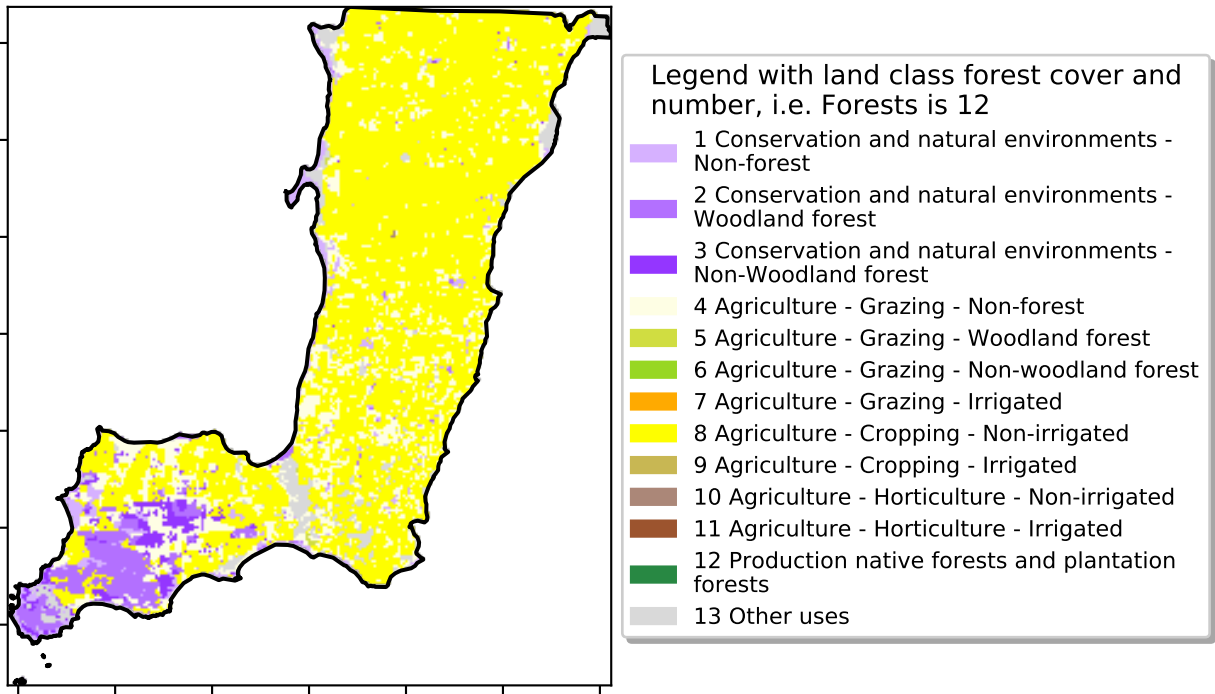 Legend with land class forest cover and
number, i.e. Forests is 12
1 Conservation and natural environments -
Non-forest
2 Conservation and natural environments -
Woodland forest
3 Conservation and natural environments -
Non-Woodland forest
4 Agriculture - Grazing - Non-forest
5 Agriculture - Grazing - Woodland forest
6 Agriculture - Grazing - Non-woodland forest
7 Agriculture - Grazing - Irrigated
8 Agriculture - Cropping - Non-irrigated
9 Agriculture - Cropping - Irrigated
10 Agriculture - Horticulture - Non-irrigated
11 Agriculture - Horticulture - Irrigated
12 Production native forests and plantation
forests
13 Other uses